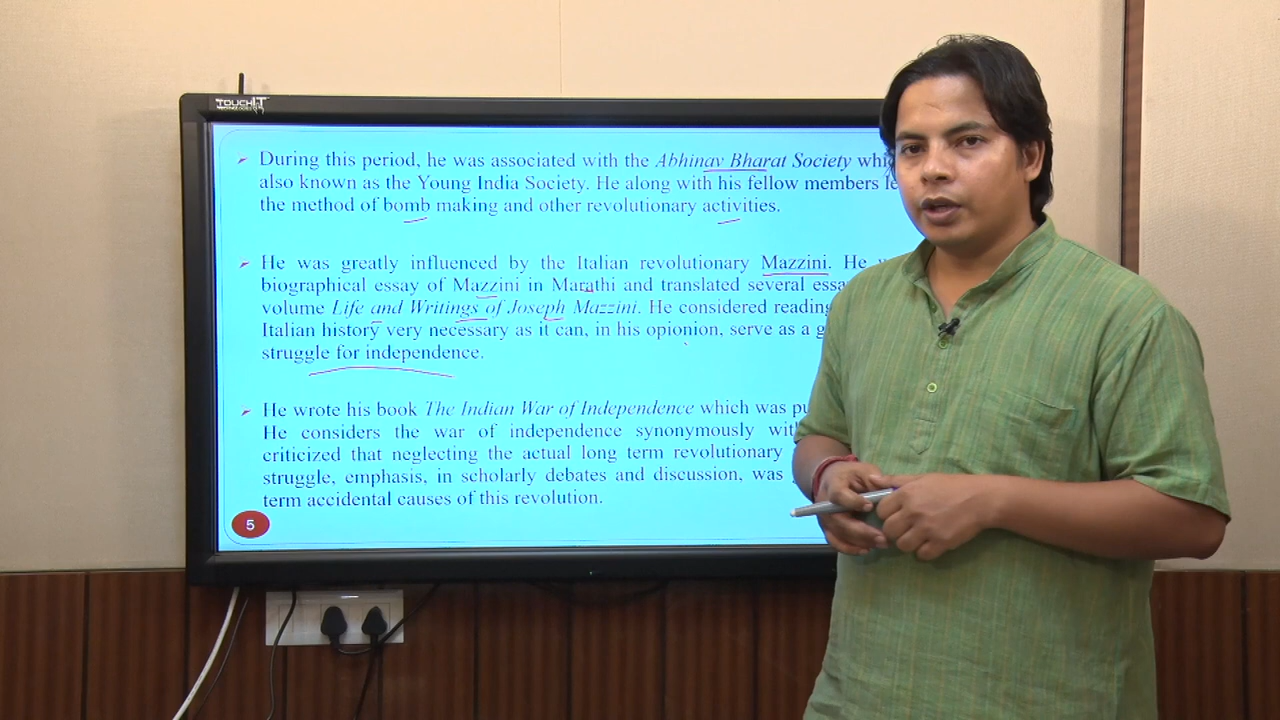 TOUCHIT
During this period, he was associated with the Abhinav Bharat Society
also known as the Young India Society. He along with his fellow members
the method of bomb making and other revolutionary activities.
He was greatly influenced by the Italian revolutionary Mazzini. He
biographical essay of Mazzini in Marathi and translated several
volume Life and Writings of Joseph Mazzini. He considered reading
Italian history very necessary as it can, in his opionion, serve as a
struggle for independence.
He wrote his book The Indian War of Independence which was
He considers the war of independence synonymously
criticized that neglecting the actual long term revolutionary
struggle, emphasis, in scholarly debates and discussion, was
term accidental causes of this revolution.
5